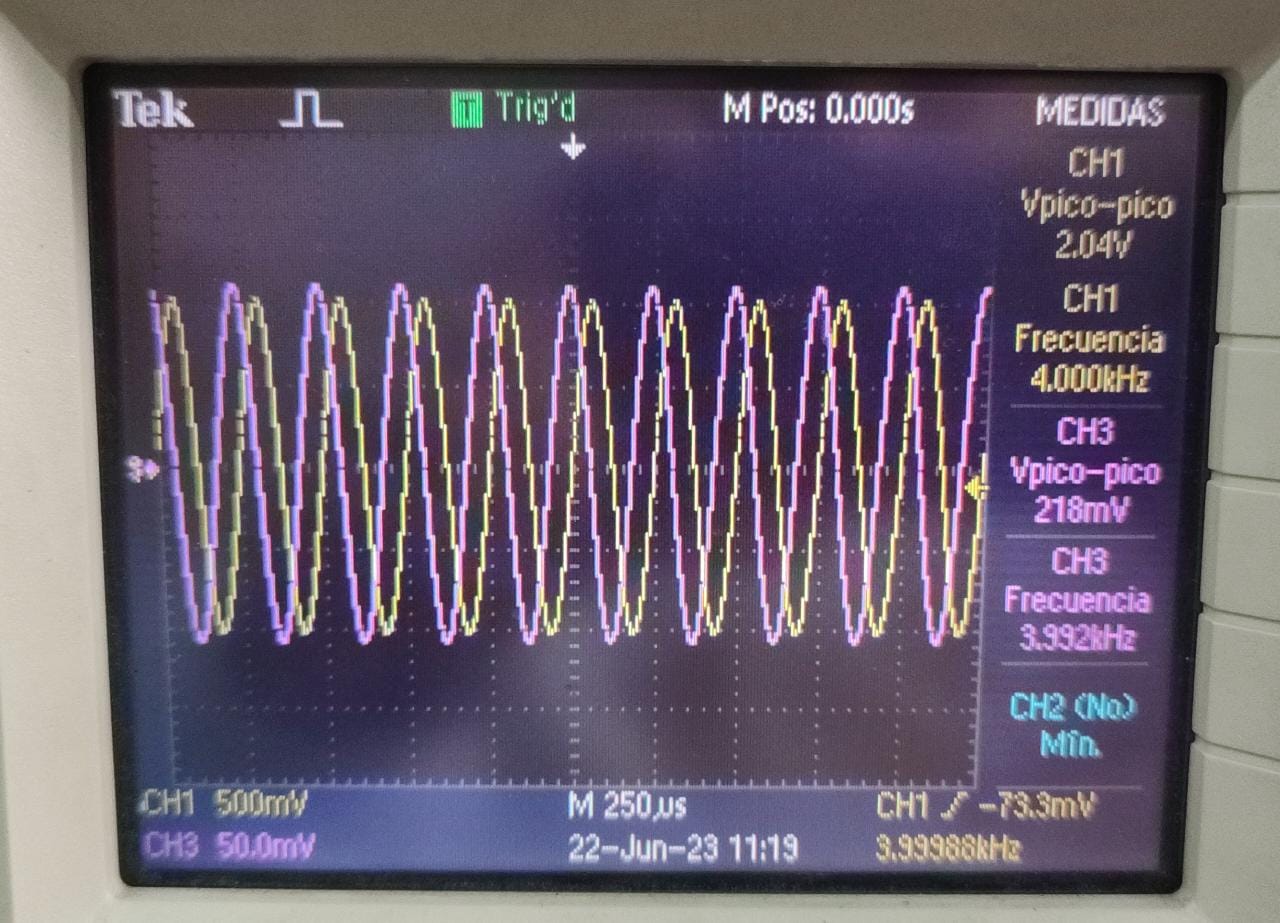 Tek T Trig'd M Pos: 0.000s MEDIDAS
CH1
Vpico-pico
2.04V
CH1
Frecuencia
4.000kHz
CH3
Vpico-pico
218mV
CH3
Frecuencia
3.992kHz
CH2 (No)
Mín.
CH1 500mV M 250µs CH1 -73.3mV
CH3 50.0mV 22-Jun-23 11:19 3.99988kHz